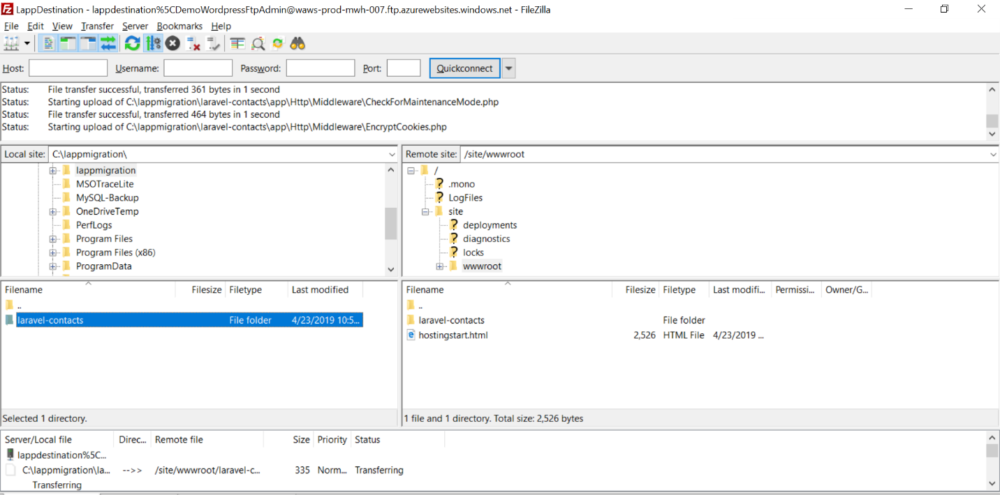 LappDestination - lappdestination%5CDemoWordpressFtpAdmin@waws-prod-mwh-007.ftp.azurewebsites.windows.net - FileZilla
File Edit View Transfer Server Bookmarks Help
Host: Username: Password: Port: Quickconnect
Status: File transfer successful, transferred 361 bytes in 1 second
Status: Starting upload of C:\lappmigration\laravel-contacts\app\Http\Middleware\CheckForMaintenanceMode.php
Status: File transfer successful, transferred 464 bytes in 1 second
Status: Starting upload of C:\lappmigration\laravel-contacts\app\Http\Middleware\EncryptCookies.php
Local site: C:\lappmigration\
lappmigration
MSOTraceLite
MySQL-Backup
OneDriveTemp
PerfLogs
Program Files
Program Files (x86)
ProgramData
Filename Filesize Filetype Last modified
..
laravel-contacts File folder 4/23/2019 10:5...
Selected 1 directory.
Remote site: /site/wwwroot
/
.mono
LogFiles
site
deployments
diagnostics
locks
wwwroot
Filename Filesize Filetype Last modifi... Permissi... Owner/G...
..
laravel-contacts File folder
hostingstart.html 2,526 HTML File 4/23/2019 ...
1 file and 1 directory. Total size: 2,526 bytes
Server/Local file Direc... Remote file Size Priority Status
lappdestination%5C...
C:\lappmigration\la... -->> /site/wwwroot/laravel-c... 335 Norm... Transferring
Transferring